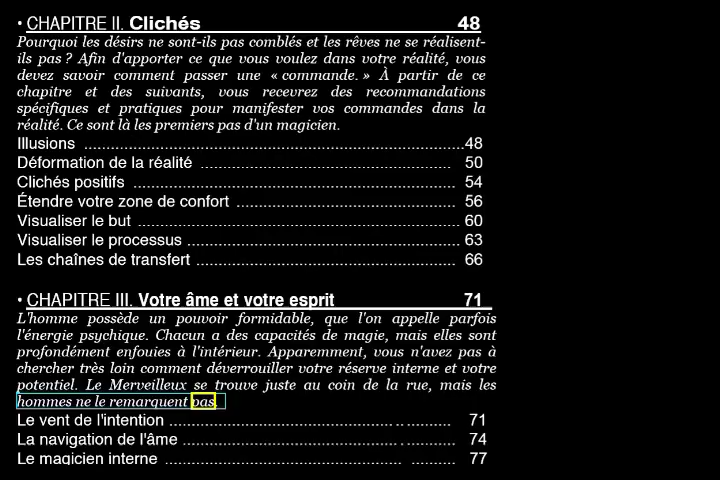 • CHAPITRE II. Clichés 48
Pourquoi les désirs ne sont-ils pas comblés et les rêves ne se réalisent-
ils pas ? Afin d'apporter ce que vous voulez dans votre réalité, vous
devez savoir comment passer une « commande. » À partir de ce
chapitre et des suivants, vous recevrez des recommandations
spécifiques et pratiques pour manifester vos commandes dans la
réalité. Ce sont là les premiers pas d'un magicien.
Illusions ........................................................................48
Déformation de la réalité ................................................ 50
Clichés positifs ............................................................. 54
Étendre votre zone de confort ......................................... 56
Visualiser le but ............................................................ 60
Visualiser le processus .................................................. 63
Les chaînes de transfert ................................................. 66
• CHAPITRE III. Votre âme et votre esprit 71
L'homme possède un pouvoir formidable, que l'on appelle parfois
l'énergie psychique. Chacun a des capacités de magie, mais elles sont
profondément enfouies à l'intérieur. Apparemment, vous n'avez pas à
chercher très loin comment déverrouiller votre réserve interne et votre
potentiel. Le Merveilleux se trouve juste au coin de la rue, mais les
hommes ne le remarquent pas.
Le vent de l'intention ..................................................... 71
La navigation de l'âme ................................................... 74
Le magicien interne ....................................................... 77